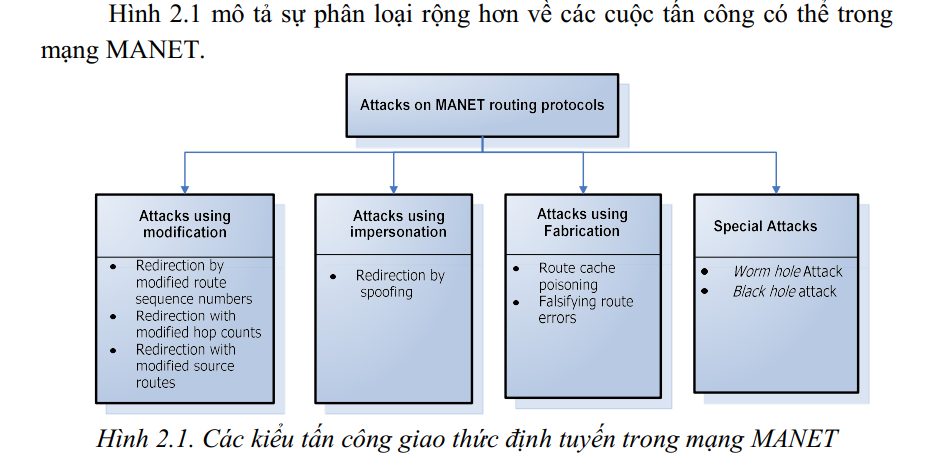 Hình 2.1 mô tả sự phân loại rộng hơn về các cuộc tấn công có thể trong
mạng MANET.
Attacks on MANET routing protocols
Attacks using
modification
• Redirection by
modified route
sequence numbers
• Redirection with
modified hop counts
• Redirection with
modified source
routes
Attacks using
impersonation
• Redirection by
spoofing
Attacks using
Fabrication
• Route cache
poisoning
• Falsifying route
errors
Special Attacks
• Worm hole Attack
• Black hole attack
Hình 2.1. Các kiểu tấn công giao thức định tuyến trong mạng MANET